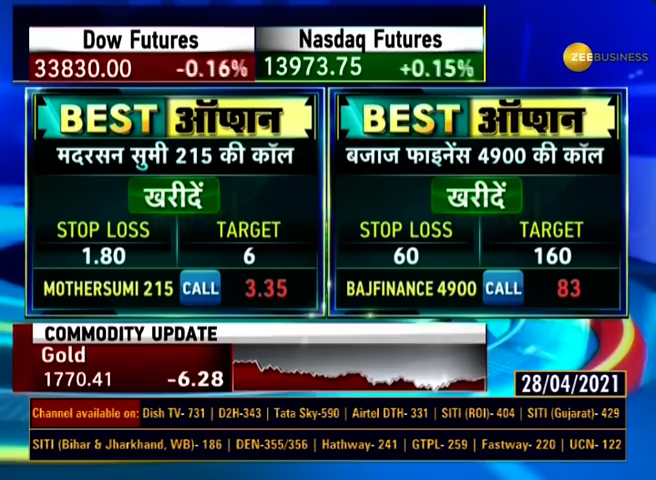 Dow Futures
33830.00 -0.16%
Nasdaq Futures
13973.75 +0.15%
ZEEBUSINESS
BEST ऑप्शन
मदरसन सुमी 215 की कॉल
खरीदें
STOP LOSS TARGET
1.80 6
MOTHERSUMI 215 CALL 3.35
BEST ऑप्शन
बजाज फाइनेंस 4900 की कॉल
खरीदें
STOP LOSS TARGET
60 160
BAJFINANCE 4900 CALL 83
COMMODITY UPDATE
Gold
1770.41 -6.28
28/04/2021
Channel available on: Dish TV- 731 | D2H-343 | Tata Sky-590 | Airtel DTH- 331 | SITI (ROI)- 404 | SITI (Gujarat)- 429
SITI (Bihar & Jharkhand, WB)- 186 | DEN-355/356 | Hathway- 241 | GTPL- 259 | Fastway- 220 | UCN- 122